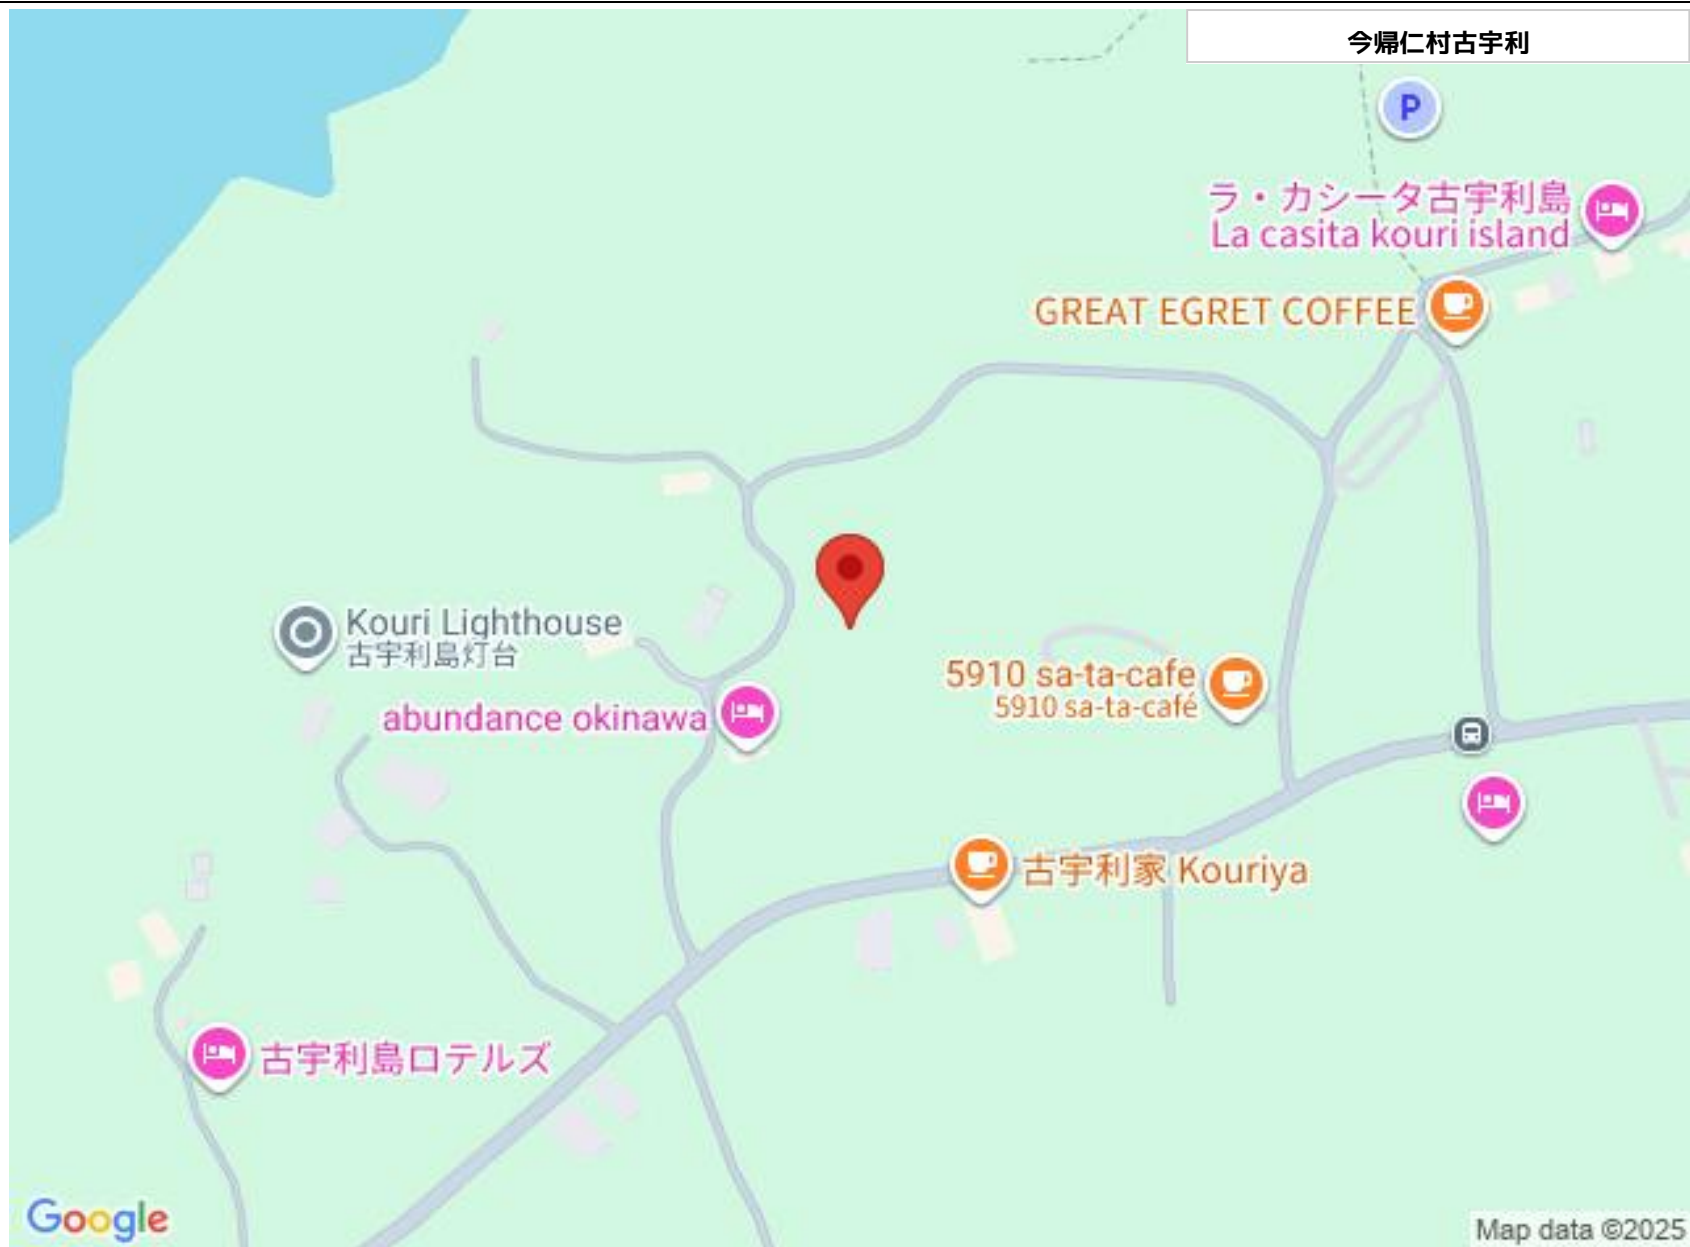 今帰仁村古宇利
P
ラ・カシータ古宇利島
La casita kouri island
GREAT EGRET COFFEE
Kouri Lighthouse
古宇利島灯台
5910 sa-ta-cafe
5910 sa-ta-café
abundance okinawa
古宇利家 Kouriya
古宇利島ロテルズ
Google
Map data ©2025